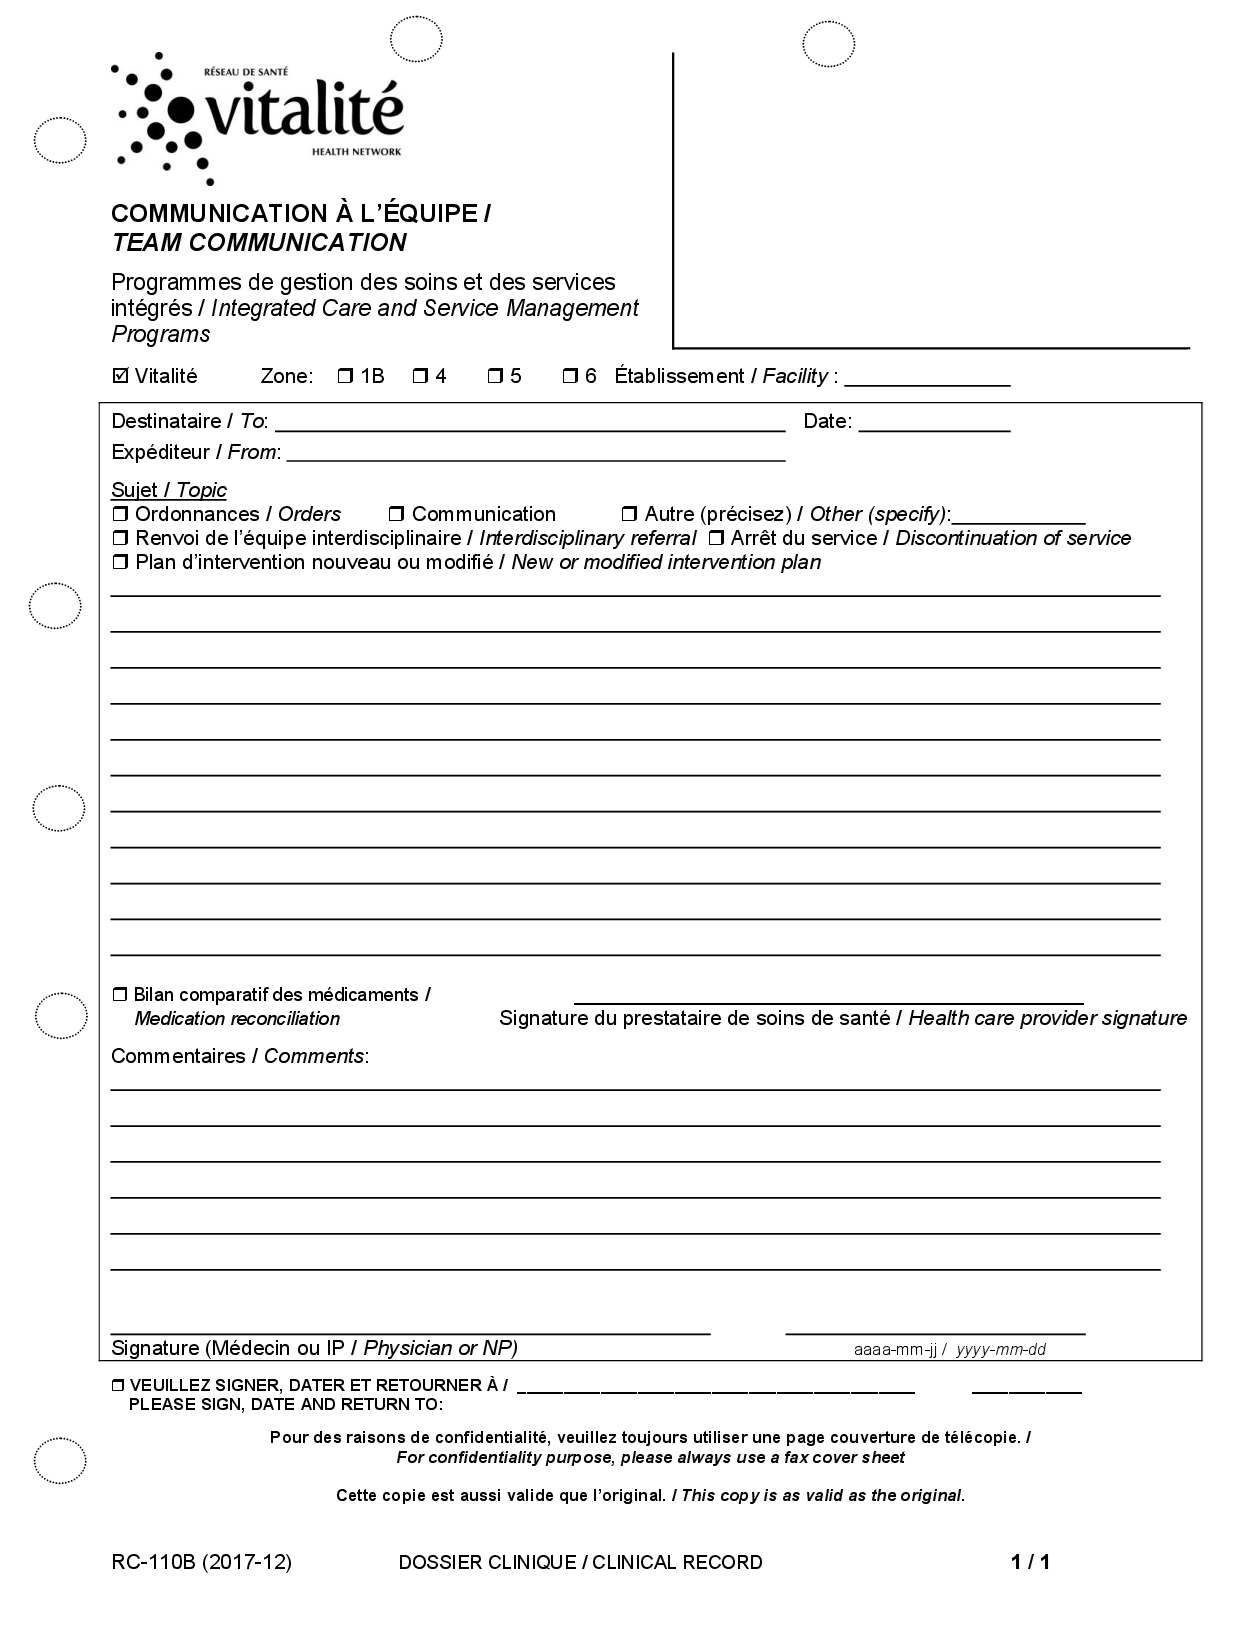 RÉSEAU DE SANTÉ
vitalité
HEALTH NETWORK
COMMUNICATION À L’ÉQUIPE /
TEAM COMMUNICATION
Programmes de gestion des soins et des services
intégrés / Integrated Care and Service Management
Programs
☑ Vitalité Zone: ❒ 1B ❒ 4 ❒ 5 ❒ 6 Établissement / Facility : _______________
Destinataire / To: _______________ Date: _______________
Expéditeur / From: _______________
Sujet / Topic
❒ Ordonnances / Orders ❒ Communication ❒ Autre (précisez) / Other (specify):____________
❒ Renvoi de l’équipe interdisciplinaire / Interdisciplinary referral ❒ Arrêt du service / Discontinuation of service
❒ Plan d’intervention nouveau ou modifié / New or modified intervention plan
❒ Bilan comparatif des médicaments /
Medication reconciliation
Signature du prestataire de soins de santé / Health care provider signature
Commentaires / Comments:
Signature (Médecin ou IP / Physician or NP) aaaa-mm-jj / yyyy-mm-dd
❒ VEUILLEZ SIGNER, DATER ET RETOURNER À / _______________ _______________
PLEASE SIGN, DATE AND RETURN TO:
Pour des raisons de confidentialité, veuillez toujours utiliser une page couverture de télécopie. /
For confidentiality purpose, please always use a fax cover sheet
Cette copie est aussi valide que l’original. / This copy is as valid as the original.
RC-110B (2017-12) DOSSIER CLINIQUE / CLINICAL RECORD 1 / 1